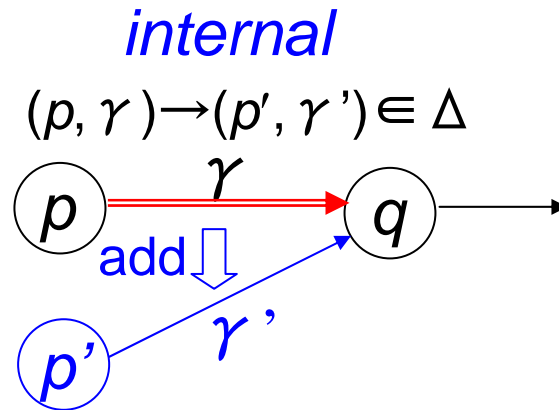 internal
(p, γ)→(p′, γ’)∈ Δ
γ
p
q
add
γ’
p’